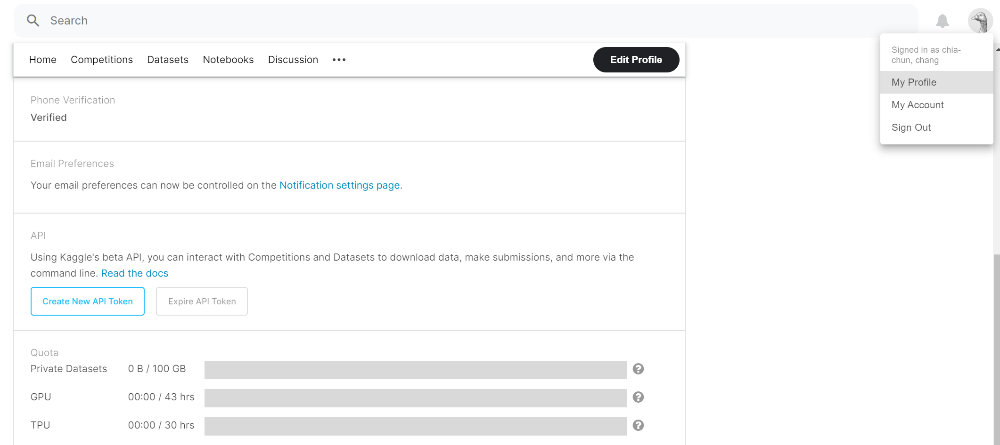 Search
Signed in as chia-
chun, chang
My Profile
My Account
Sign Out
Home Competitions Datasets Notebooks Discussion ••• Edit Profile
Phone Verification
Verified
Email Preferences
Your email preferences can now be controlled on the Notification settings page.
API
Using Kaggle's beta API, you can interact with Competitions and Datasets to download data, make submissions, and more via the
command line. Read the docs
Create New API Token Expire API Token
Quota
Private Datasets 0 B / 100 GB ?
GPU 00:00 / 43 hrs ?
TPU 00:00 / 30 hrs ?